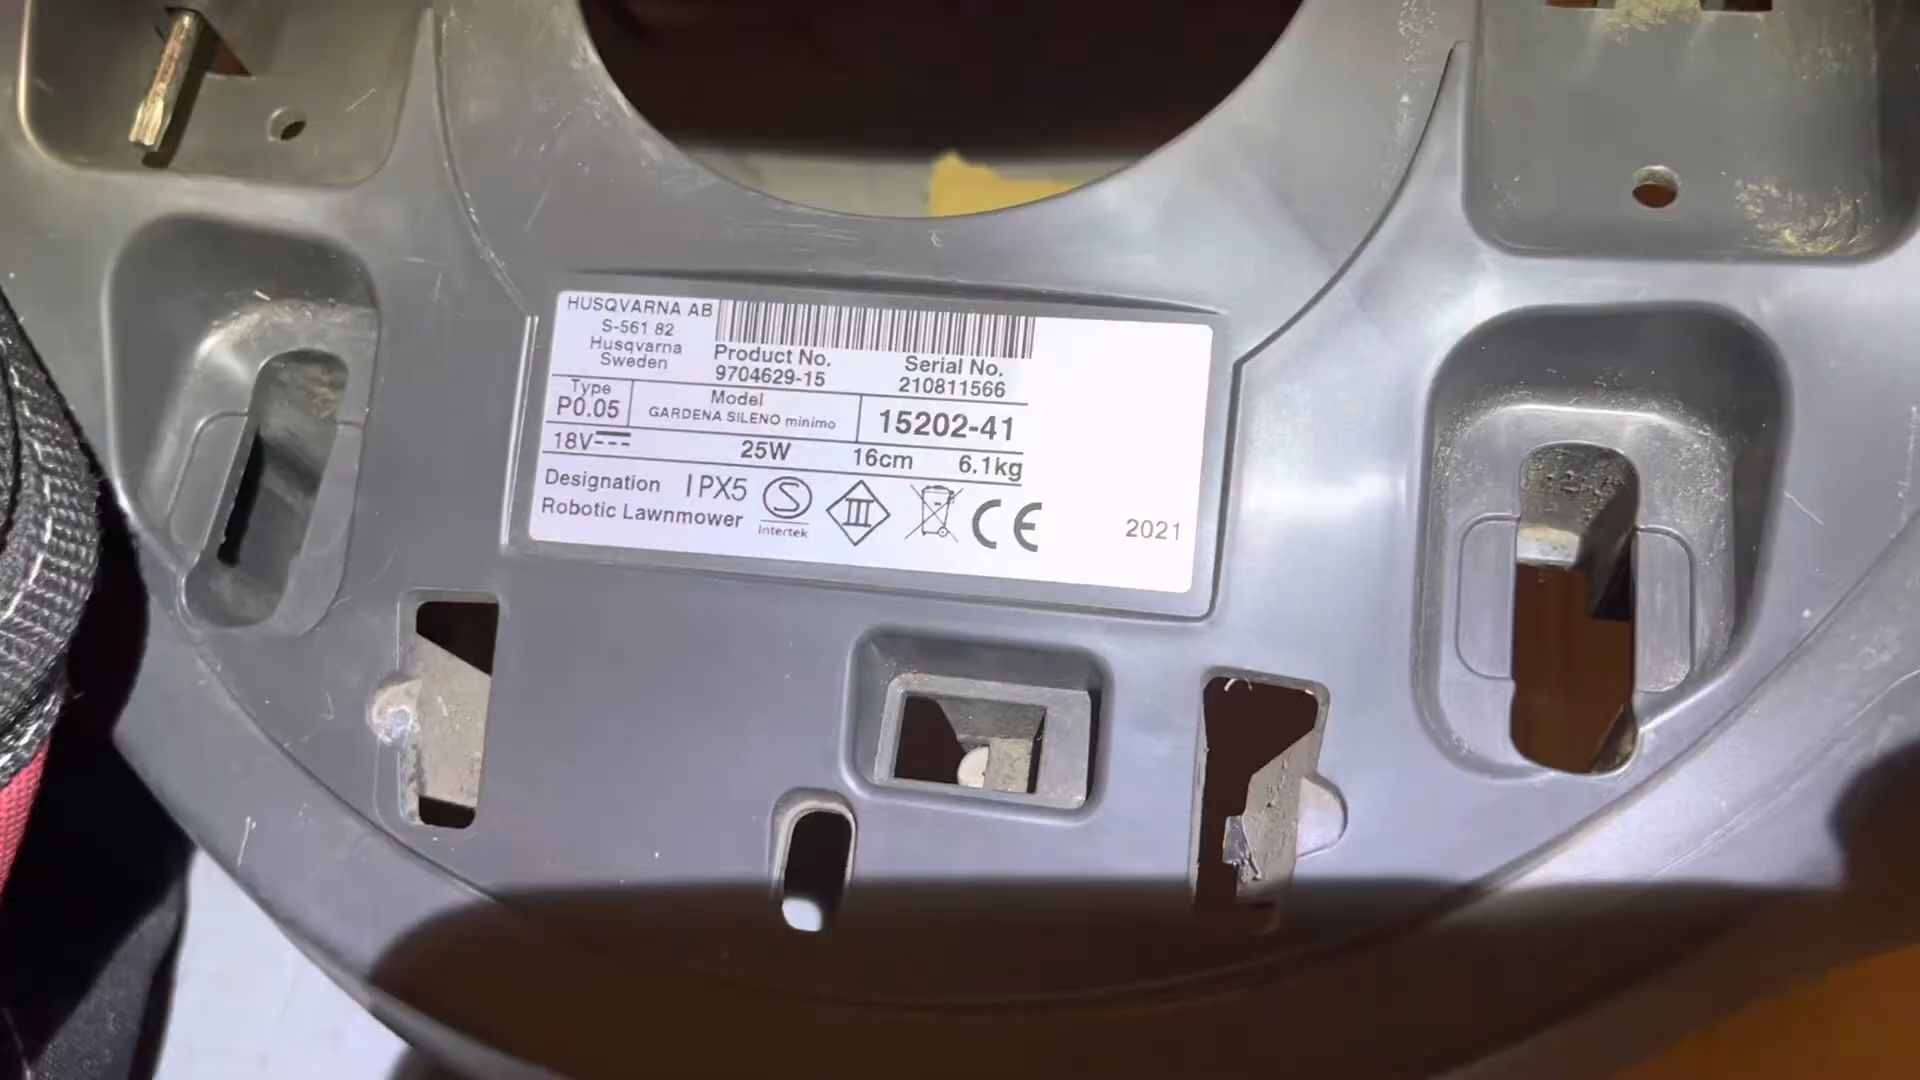 HUSQVARNA AB
S-561 82
Husqvarna
Sweden
Product No.
9704629-15
Serial No.
210811566
Type
P0.05
Model
GARDENA SILENO minimo
15202-41
18V
25W
16cm
6.1kg
Designation
Robotic Lawnmower
IPX5
S
Intertek
III
CE
2021